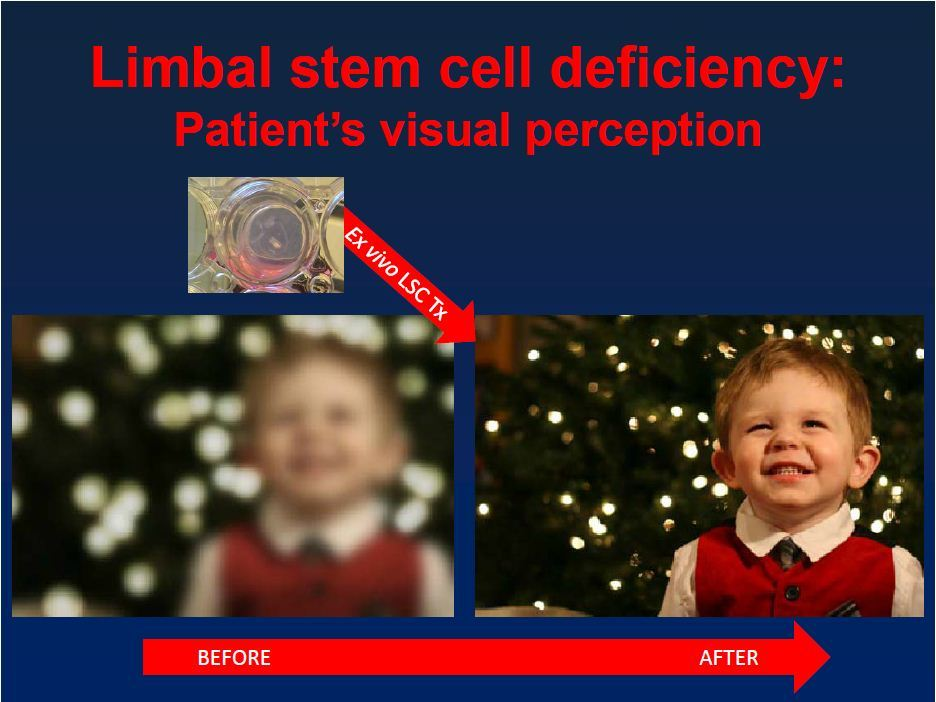 Limbal stem cell deficiency:
Patient's visual perception
Ex vivo LSC Tx
BEFORE
AFTER